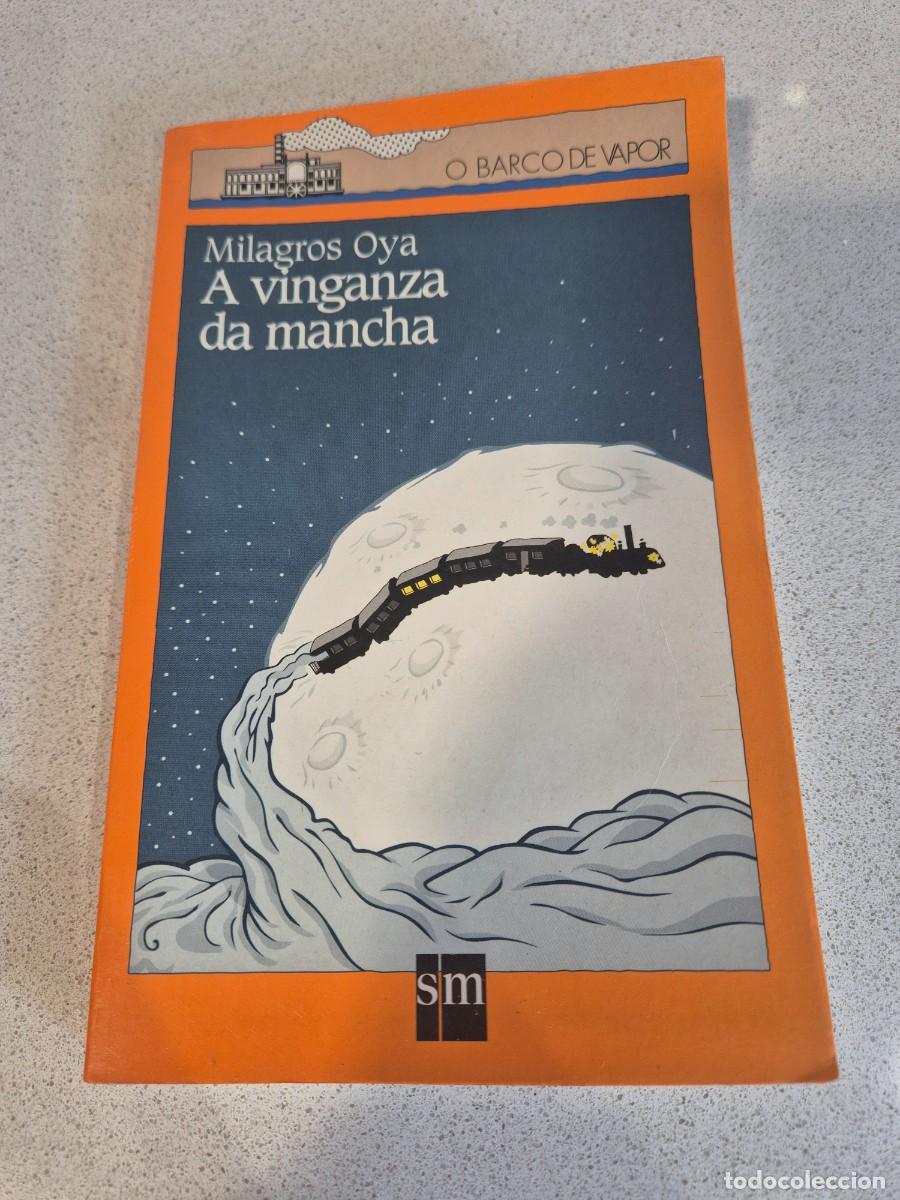 O BARCO DE VAPOR
Milagros Oya
A vinganza
da mancha
sm
todocoleccion